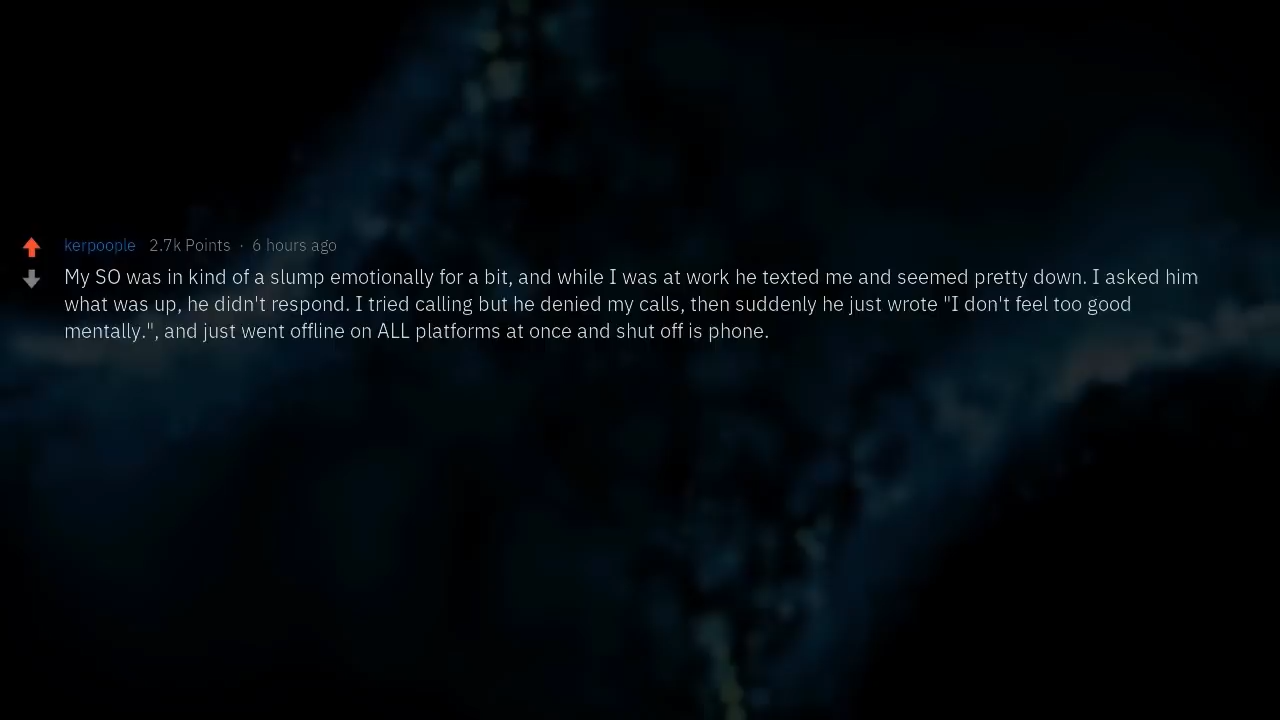 kerpoople 2.7k Points · 6 hours ago
My SO was in kind of a slump emotionally for a bit, and while I was at work he texted me and seemed pretty down. I asked him
what was up, he didn't respond. I tried calling but he denied my calls, then suddenly he just wrote "I don't feel too good
mentally.", and just went offline on ALL platforms at once and shut off is phone.